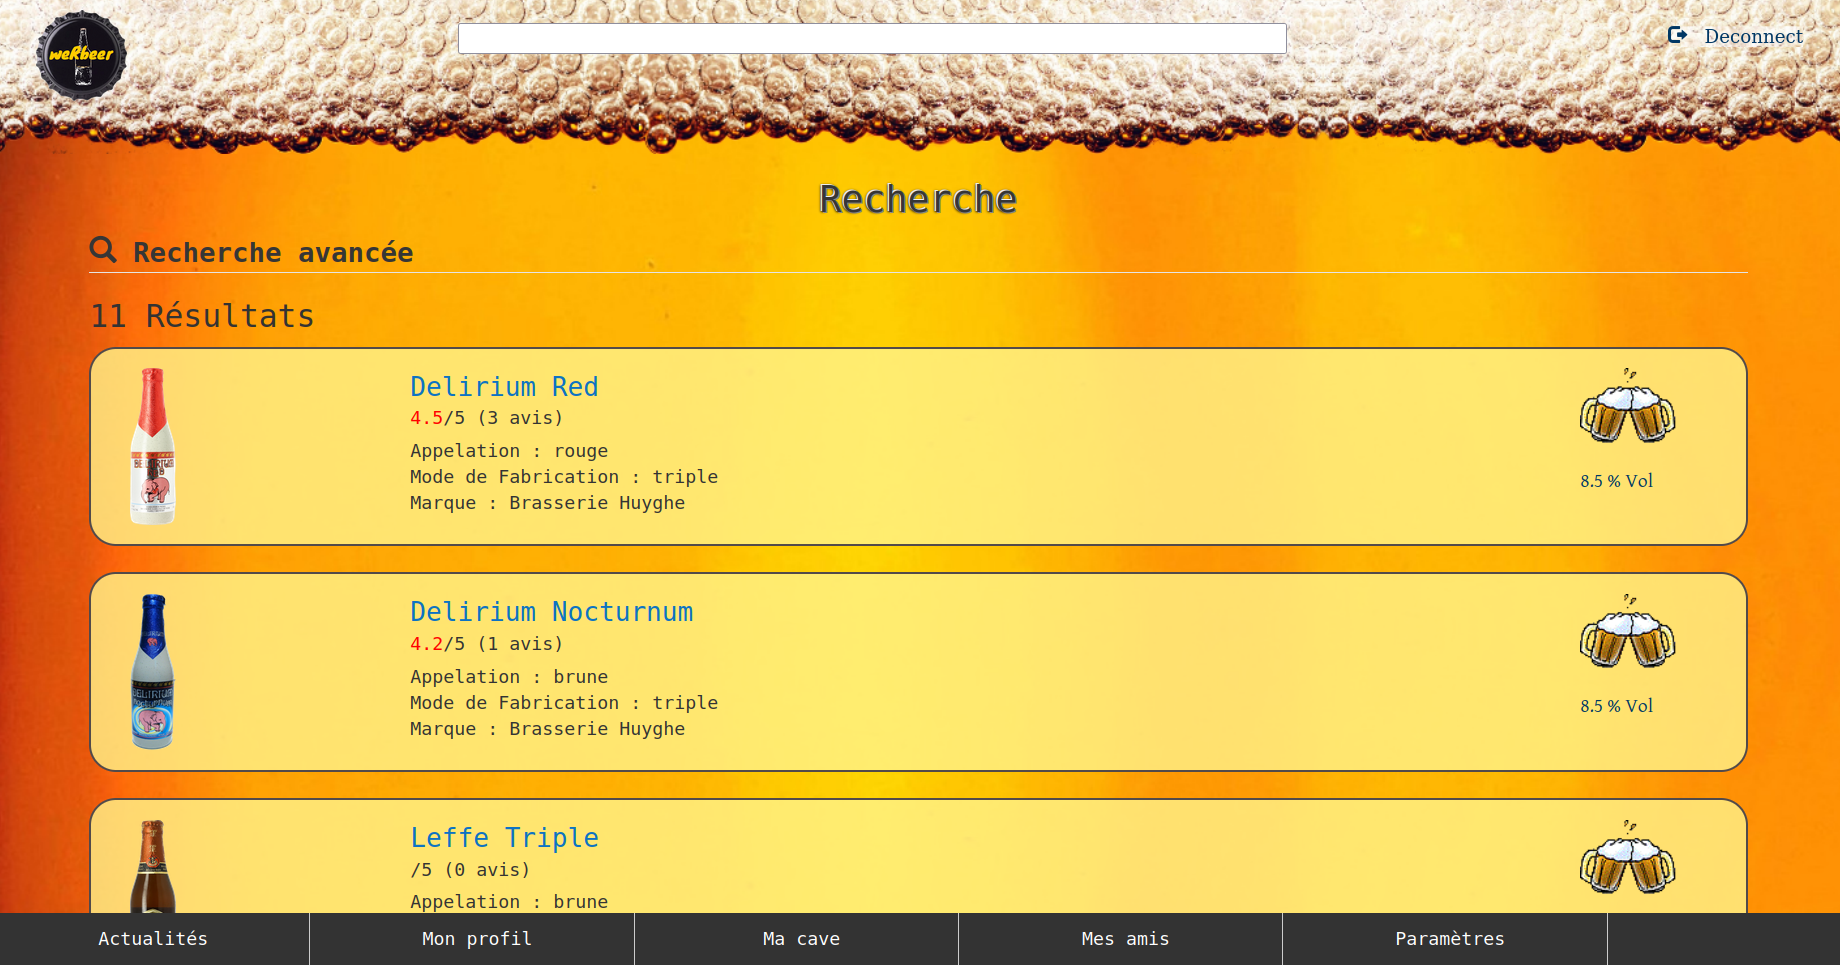 weRbeer
Deconnect
Recherche
Recherche avancée
11 Résultats
Delirium Red
4.5/5 (3 avis)
Appelation : rouge
Mode de Fabrication : triple
Marque : Brasserie Huyghe
8.5 % Vol
Delirium Nocturnum
4.2/5 (1 avis)
Appelation : brune
Mode de Fabrication : triple
Marque : Brasserie Huyghe
8.5 % Vol
Leffe Triple
/5 (0 avis)
Appelation : brune
Actualités
Mon profil
Ma cave
Mes amis
Paramètres